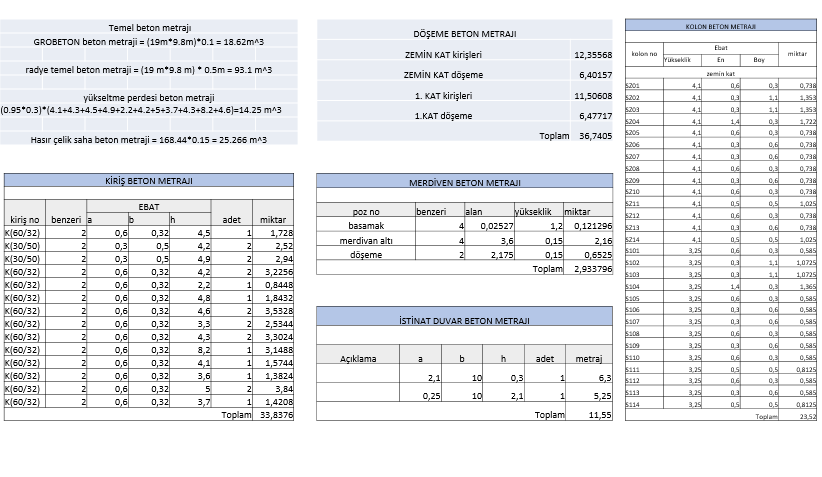 Temel beton metrajı
GROBETON beton metraji = (19m*9.8m)*0.1 = 18.62m^3
radye temel beton metraji = (19 m*9.8 m) * 0.5m = 93.1 m^3
yükseltme perdesi beton metraji
(0.95*0.3)*(4.1+4.3+4.5+4.9+2.2+4.2+5+3.7+4.3+8.2+4.6)=14.25 m^3
Hasır çelik saha beton metraji = 168.44*0.15 = 25.266 m^3
DÖŞEME BETON METRAJI
ZEMİN KAT kirişleri 12,35568
ZEMİN KAT döşeme 6,40157
1. KAT kirişleri 11,50608
1.KAT döşeme 6,47717
Toplam 36,7405
KİRİŞ BETON METRAJI
EBAT
kiriş no benzeri a b h adet miktar
K(60/32) 2 0,6 0,32 4,5 1 1,728
K(30/50) 2 0,3 0,5 4,2 2 2,52
K(30/50) 2 0,3 0,5 4,9 2 2,94
K(60/32) 2 0,6 0,32 4,2 2 3,2256
K(60/32) 2 0,6 0,32 2,2 1 0,8448
K(60/32) 2 0,6 0,32 4,8 1 1,8432
K(60/32) 2 0,6 0,32 4,6 2 3,5328
K(60/32) 2 0,6 0,32 3,3 2 2,5344
K(60/32) 2 0,6 0,32 4,3 2 3,3024
K(60/32) 2 0,6 0,32 8,2 1 3,1488
K(60/32) 2 0,6 0,32 4,1 1 1,5744
K(60/32) 2 0,6 0,32 3,6 1 1,3824
K(60/32) 2 0,6 0,32 5 2 3,84
K(60/32) 2 0,6 0,32 3,7 1 1,4208
Toplam 33,8376
MERDİVEN BETON METRAJI
poz no benzeri alan yükseklik miktar
basamak 4 0,02527 1,2 0,121296
merdivan altı 4 3,6 0,15 2,16
döşeme 2 2,175 0,15 0,6525
Toplam 2,933796
İSTİNAT DUVAR BETON METRAJI
Açıklama a b h adet metraj
2,1 10 0,3 1 6,3
0,25 10 2,1 1 5,25
Toplam 11,55
KOLON BETON METRAJI
kolon no Ebat miktar
Yükseklik En Boy
zemin kat
SZ01 4,1 0,6 0,3 0,738
SZ02 4,1 0,3 1,1 1,353
SZ03 4,1 0,3 1,1 1,353
SZ04 4,1 1,4 0,3 1,722
SZ05 4,1 0,6 0,3 0,738
SZ06 4,1 0,3 0,6 0,738
SZ07 4,1 0,3 0,6 0,738
SZ08 4,1 0,6 0,3 0,738
SZ09 4,1 0,3 0,6 0,738
SZ10 4,1 0,6 0,3 0,738
SZ11 4,1 0,5 0,5 1,025
SZ12 4,1 0,6 0,3 0,738
SZ13 4,1 0,3 0,6 0,738
SZ14 4,1 0,5 0,5 1,025
S101 3,25 0,6 0,3 0,585
S102 3,25 0,3 1,1 1,0725
S103 3,25 0,3 1,1 1,0725
S104 3,25 1,4 0,3 1,365
S105 3,25 0,6 0,3 0,585
S106 3,25 0,3 0,6 0,585
S107 3,25 0,3 0,6 0,585
S108 3,25 0,6 0,3 0,585
S109 3,25 0,3 0,6 0,585
S110 3,25 0,6 0,3 0,585
S111 3,25 0,5 0,5 0,8125
S112 3,25 0,6 0,3 0,585
S113 3,25 0,3 0,6 0,585
S114 3,25 0,5 0,5 0,8125
Toplam 23,52